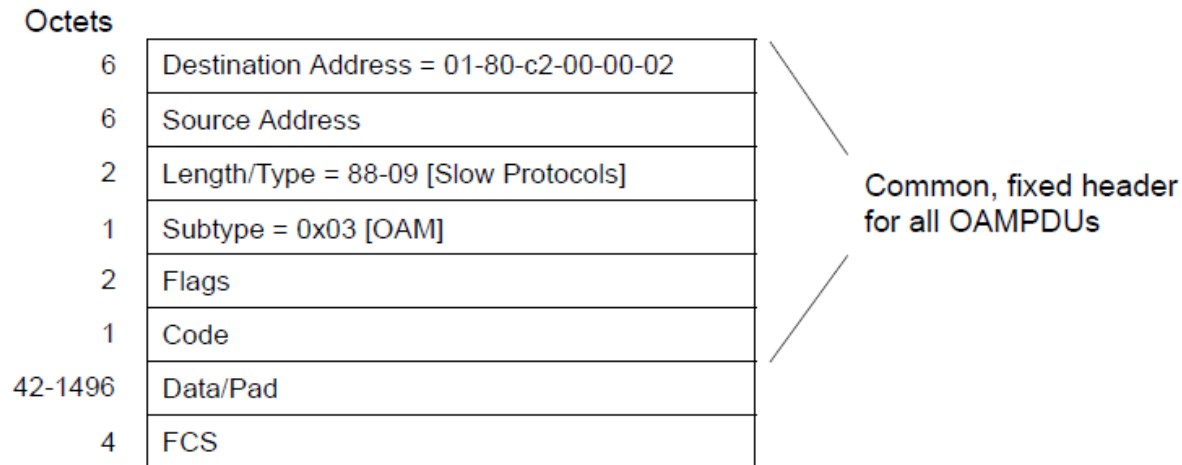 Octets
6 Destination Address = 01-80-c2-00-00-02
6 Source Address
2 Length/Type = 88-09 [Slow Protocols]
1 Subtype = 0x03 [OAM]
2 Flags
1 Code
42-1496 Data/Pad
4 FCS
Common, fixed header
for all OAMPDUs